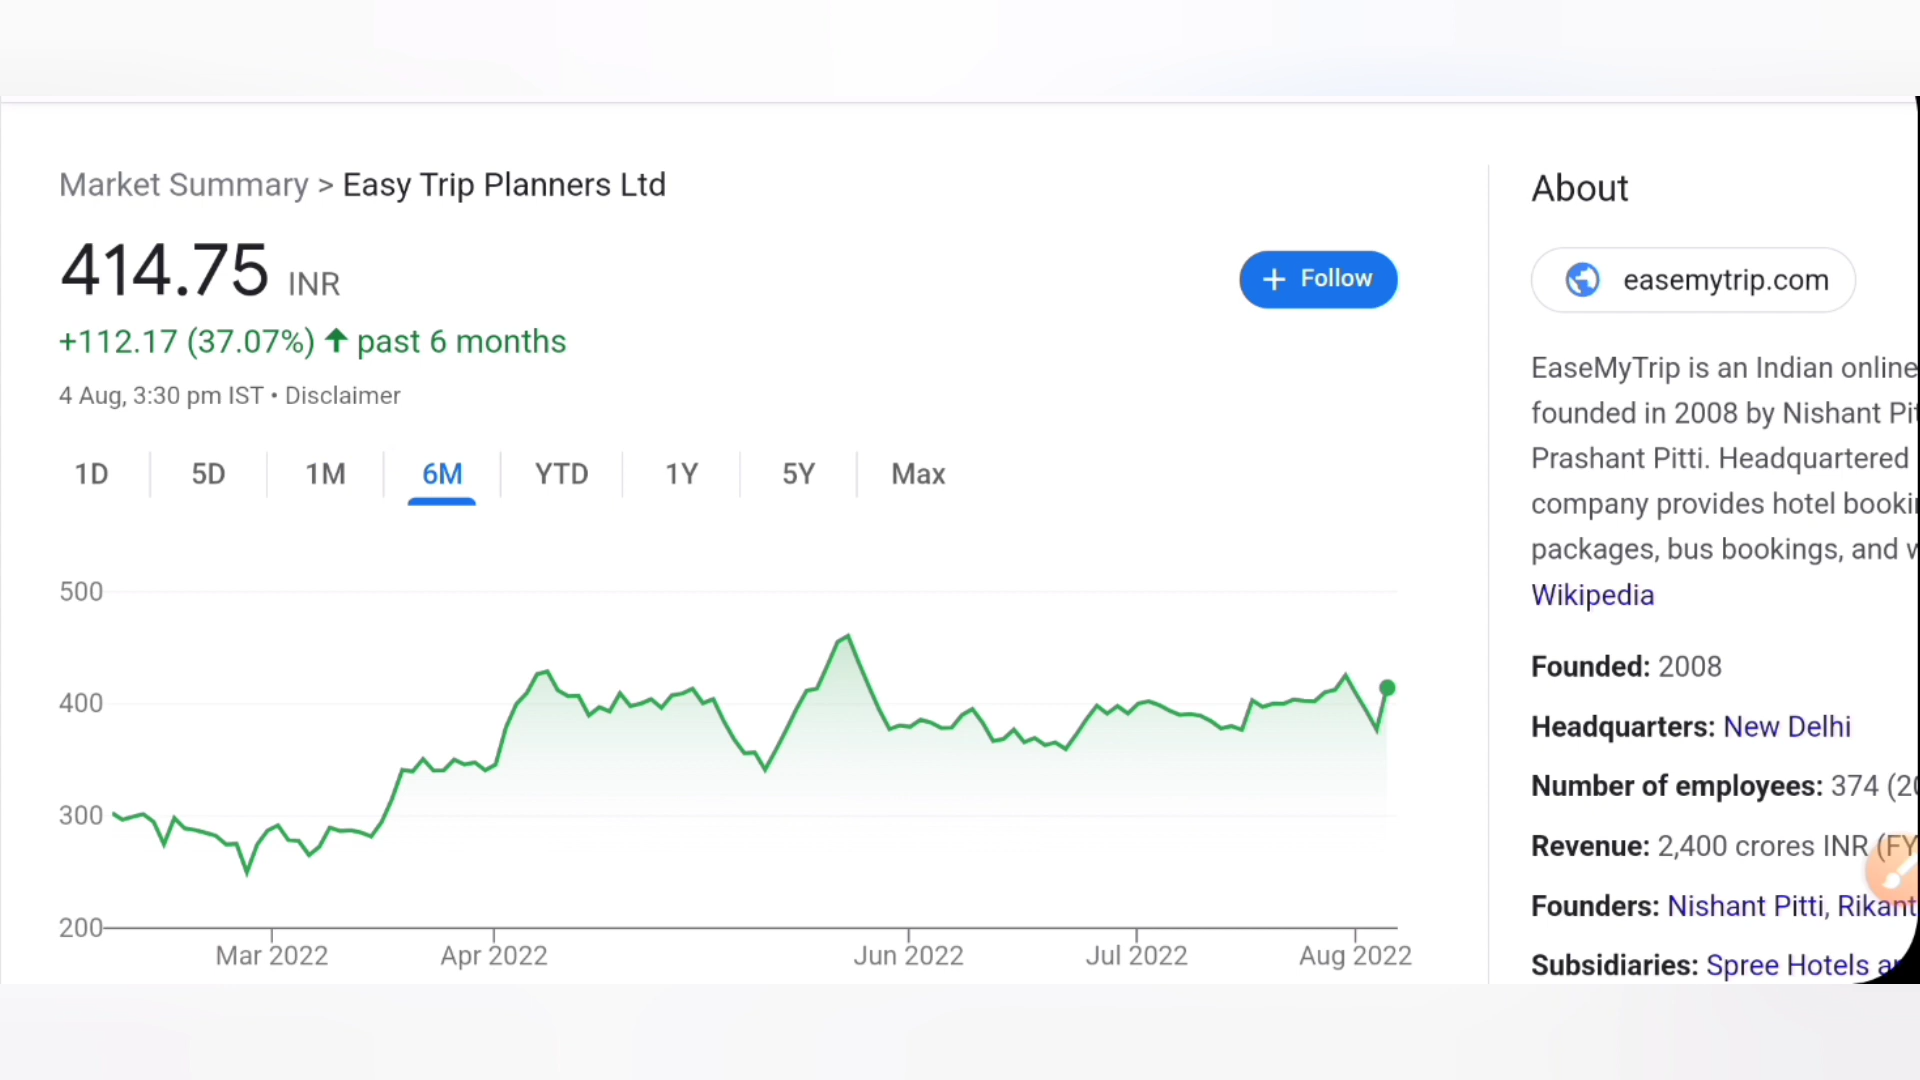 Market Summary > Easy Trip Planners Ltd
414.75 INR
+ Follow
+112.17 (37.07%) ↑ past 6 months
4 Aug, 3:30 pm IST • Disclaimer
1D 5D 1M 6M YTD 1Y 5Y Max
500
400
300
200
Mar 2022 Apr 2022 Jun 2022 Jul 2022 Aug 2022
About
easemytrip.com
EaseMyTrip is an Indian online
founded in 2008 by Nishant
Prashant Pitti. Headquartered
company provides hotel
packages, bus bookings, and
Wikipedia
Founded: 2008
Headquarters: New Delhi
Number of employees: 374
Revenue: 2,400 crores INR (FY
Founders: Nishant Pitti, Rikant
Subsidiaries: Spree Hotels